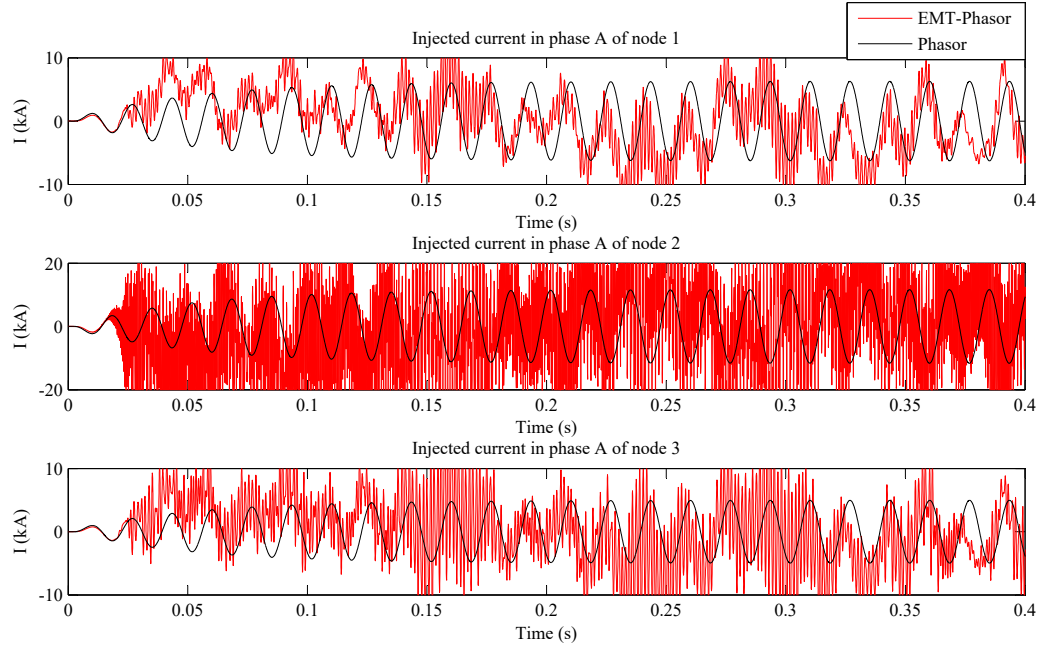 EMT-Phasor
Phasor
Injected current in phase A of node 1
10
0
-10
I (kA)
0 0.05 0.1 0.15 0.2 0.25 0.3 0.35 0.4
Time (s)
Injected current in phase A of node 2
20
0
-20
I (kA)
0 0.05 0.1 0.15 0.2 0.25 0.3 0.35 0.4
Time (s)
Injected current in phase A of node 3
10
0
-10
I (kA)
0 0.05 0.1 0.15 0.2 0.25 0.3 0.35 0.4
Time (s)